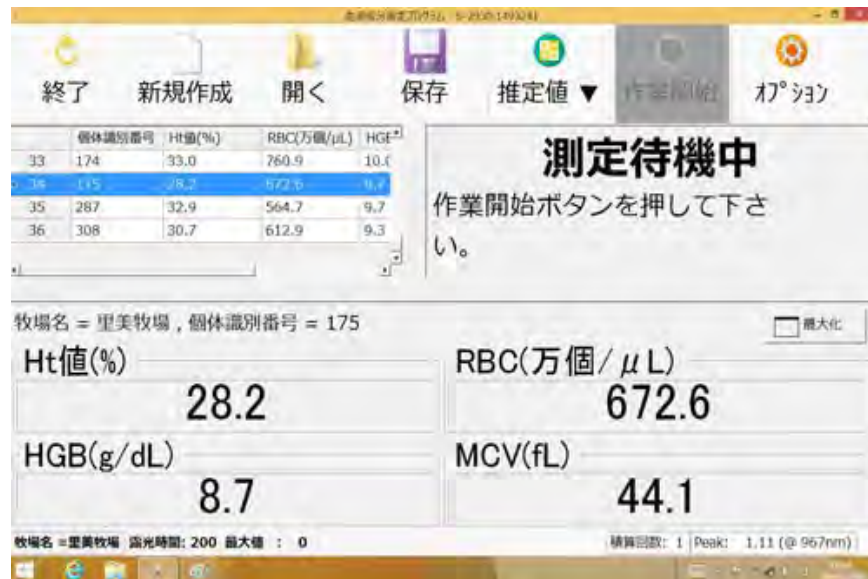 終了 新規作成 開く 保存 推定値 ▼ 作業開始 ｵﾌﾟｼｮﾝ
個体識別番号 Ht値(%) RBC(万個/μL)
33 174 33.0 760.9
34 175 28.2 672.6
35 287 32.9 564.7 9.7
36 308 30.7 612.9 9.3
測定待機中
作業開始ボタンを押して下さ
い。
牧場名 = 里美牧場 , 個体識別番号 = 175
最大化
Ht値(%)
28.2
RBC(万個/μL)
672.6
HGB(g/dL)
8.7
MCV(fL)
44.1
牧場名 =里美牧場 露光時間: 200 最大値 : 0
積算回数: 1 Peak: 1.11 (@ 967nm)